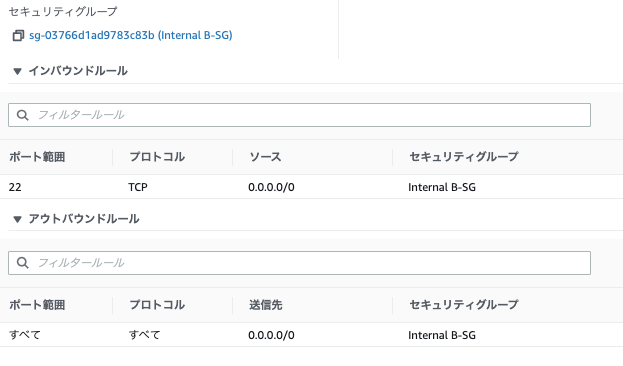 セキュリティグループ
sg-03766d1ad9783c83b (Internal B-SG)
▼ インバウンドルール
フィルタールール
ポート範囲 プロトコル ソース セキュリティグループ
22 TCP 0.0.0.0/0 Internal B-SG
▼ アウトバウンドルール
フィルタールール
ポート範囲 プロトコル 送信先 セキュリティグループ
すべて すべて 0.0.0.0/0 Internal B-SG